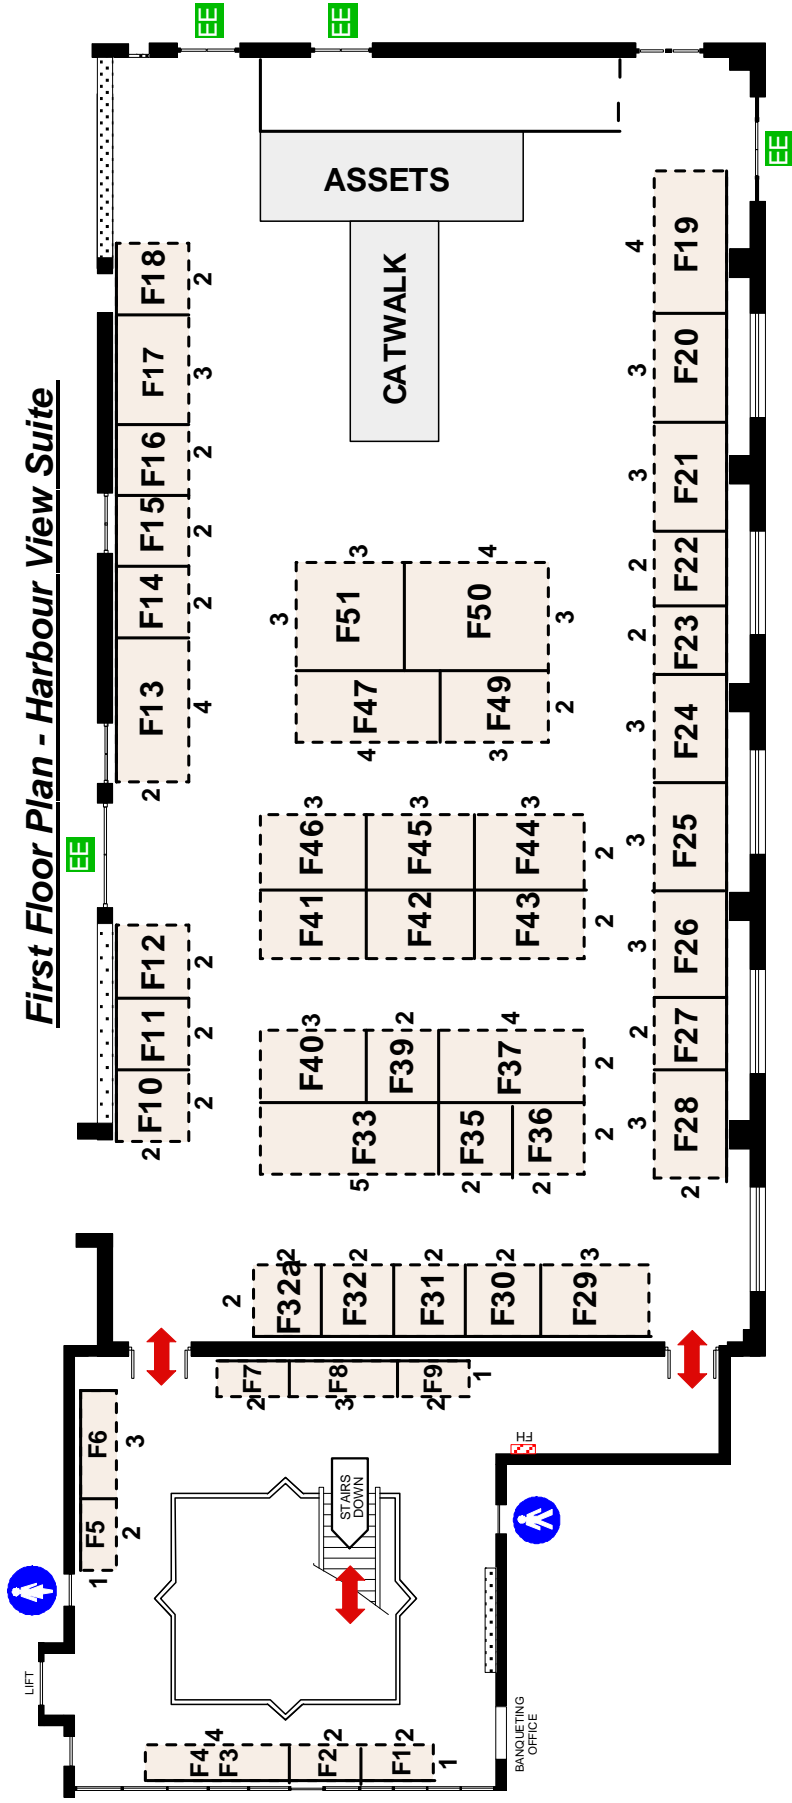 First Floor Plan - Harbour View Suite
EE
EE
EE
EE
ASSETS
CATWALK
F18
2
F17
3
F16
2
F15
2
F14
2
F13
4
2
F12
2
F11
2
F10
2
2
F19
4
F20
3
F21
3
F22
2
F23
2
F24
3
F25
3
F26
3
F27
2
F28
3
2
F51
3
3
F50
4
3
F47
4
F49
3
2
F46
3
F45
3
F44
3
2
F41
F42
F43
2
F40
3
F39
2
F37
4
2
F33
5
F35
2
F36
2
2
F32a
2
2
F32
2
F31
2
F30
2
F29
3
F7
2
F8
3
F9
2
1
F6
3
F5
2
1
STAIRS
DOWN
HF
LIFT
BANQUETING
OFFICE
F4
F3
4
F2
2
F1
2
1